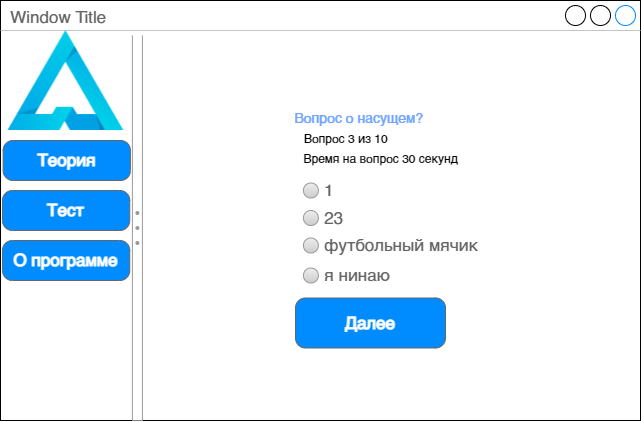 Window Title
Теория
Тест
О программе
Вопрос о насущем?
Вопрос 3 из 10
Время на вопрос 30 секунд
1
23
футбольный мячик
я нинаю
Далее